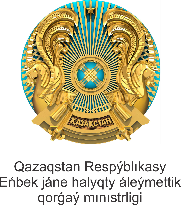 ҚАЗАҚСТАН
Qazaqstan Respýblıkasy
Eńbek jáne halyqty áleýmettik
qorǵaý mınıstrligi